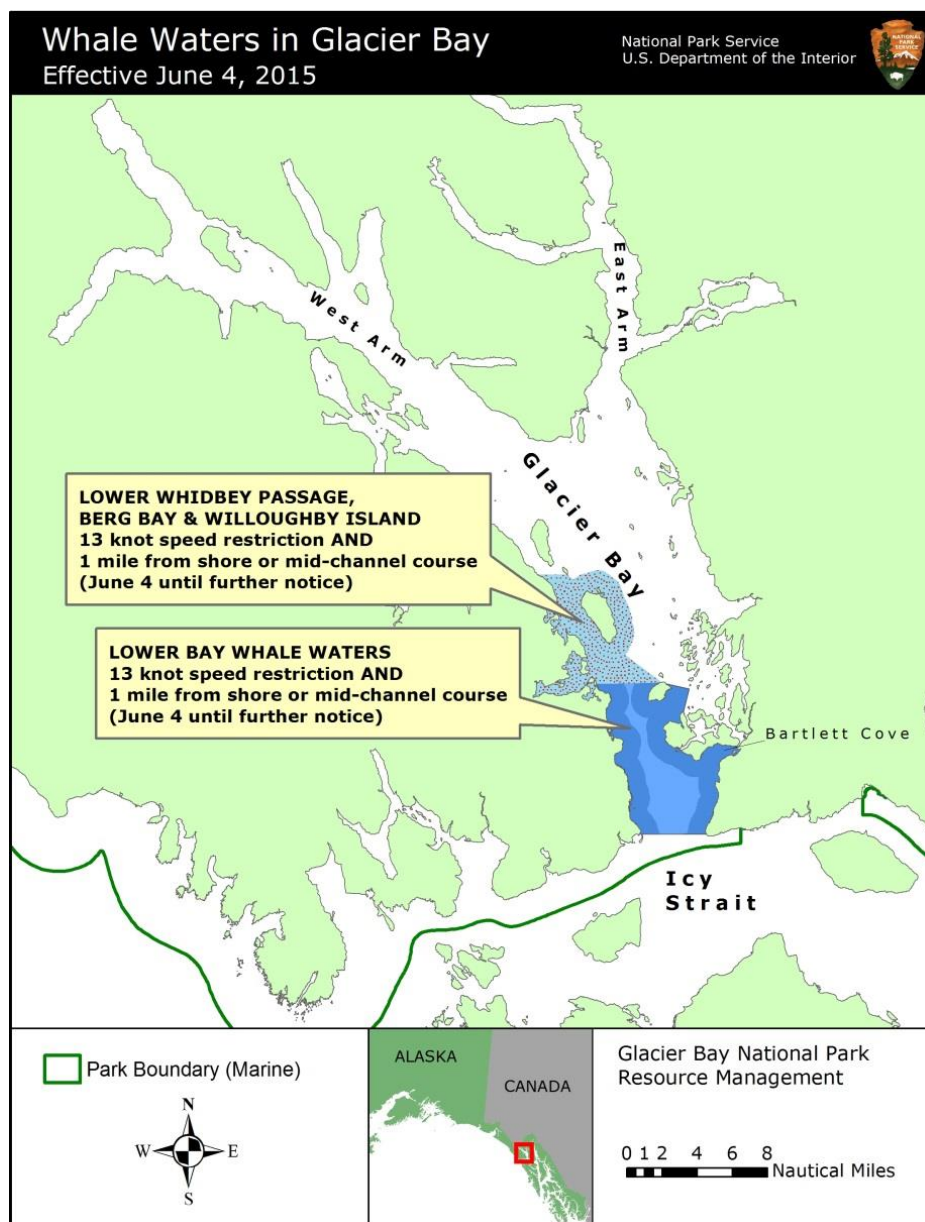 Whale Waters in Glacier Bay
Effective June 4, 2015
National Park Service
U.S. Department of the Interior
NATIONAL
PARK
SERVICE
East Arm
West Arm
Glacier Bay
LOWER WHIDBEY PASSAGE,
BERG BAY & WILLOUGHBY ISLAND
13 knot speed restriction AND
1 mile from shore or mid-channel course
(June 4 until further notice)
LOWER BAY WHALE WATERS
13 knot speed restriction AND
1 mile from shore or mid-channel course
(June 4 until further notice)
Bartlett Cove
Icy
Strait
Park Boundary (Marine)
N
W E
S
ALASKA
CANADA
Glacier Bay National Park
Resource Management
0 1 2 4 6 8
Nautical Miles